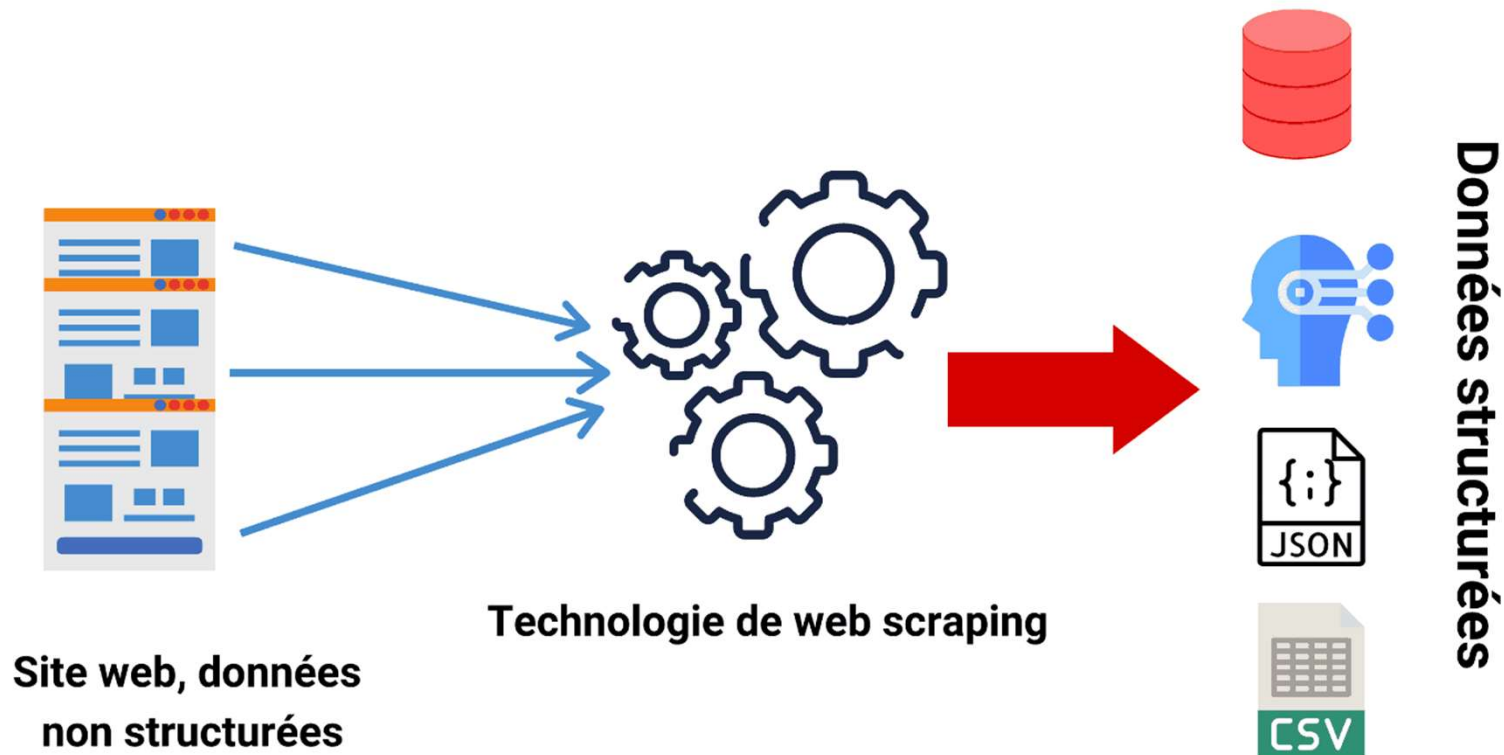 Site web, données
non structurées
Technologie de web scraping
{;}
JSON
CSV
Données structurées